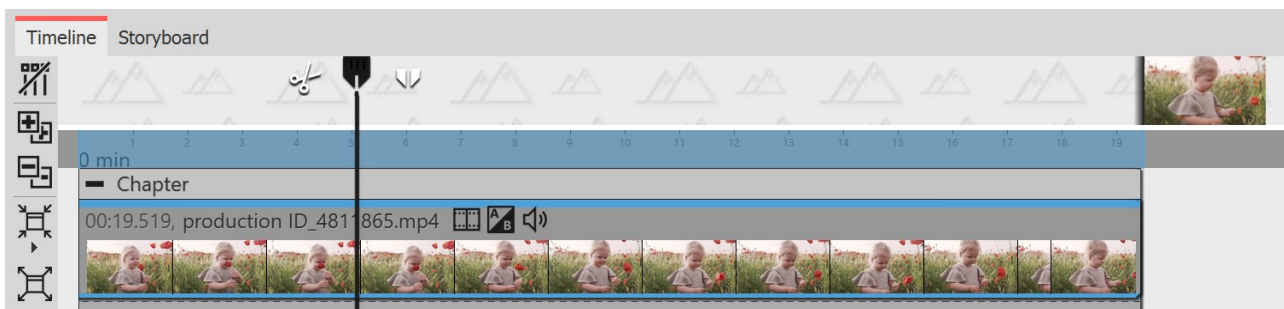 Timeline Storyboard
1 2 3 4 5 6 7 8 9 10 11 12 13 14 15 16 17 18 19
0 min
Chapter
00:19.519, production ID_4811865.mp4 A B